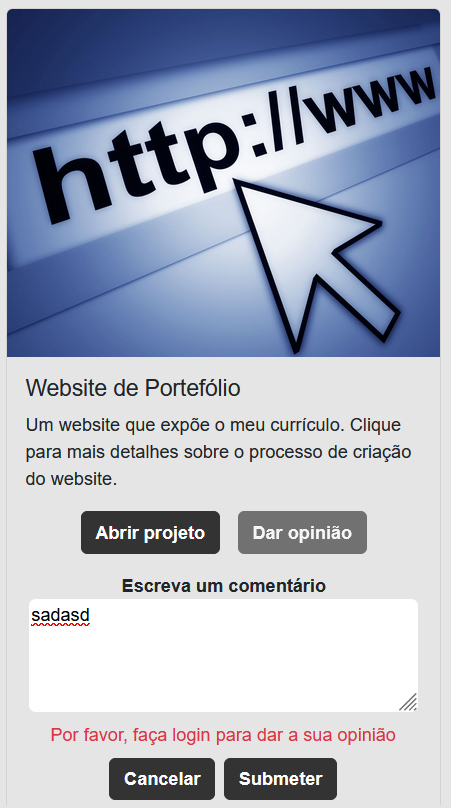 http://www
Website de Portefólio
Um website que expõe o meu currículo. Clique
para mais detalhes sobre o processo de criação
do website.
Abrir projeto Dar opinião
Escreva um comentário
sadasd
Por favor, faça login para dar a sua opinião
Cancelar Submeter